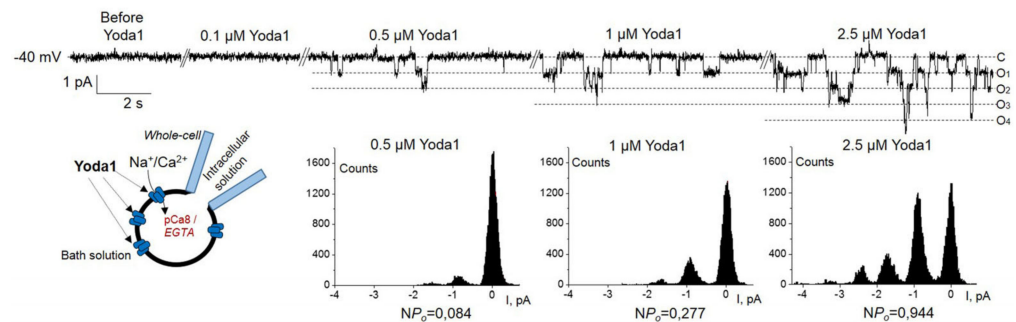 Before
Yoda1
0.1 µM Yoda1
0.5 µM Yoda1
1 µM Yoda1
2.5 µM Yoda1
-40 mV
C
O1
O2
O3
O4
1 pA
2 s
Whole-cell
Yoda1
Na⁺/Ca²⁺
Intracellular
solution
pCa8 /
EGTA
Bath solution
0.5 µM Yoda1
1600
Counts
1200
800
400
0
-4 -3 -2 -1 0 I, pA
NPo=0,084
1 µM Yoda1
1600
Counts
1200
800
400
0
-4 -3 -2 -1 0 I, pA
NPo=0,277
2.5 µM Yoda1
1600
Counts
1200
800
400
0
-4 -3 -2 -1 0 I, pA
NPo=0,944